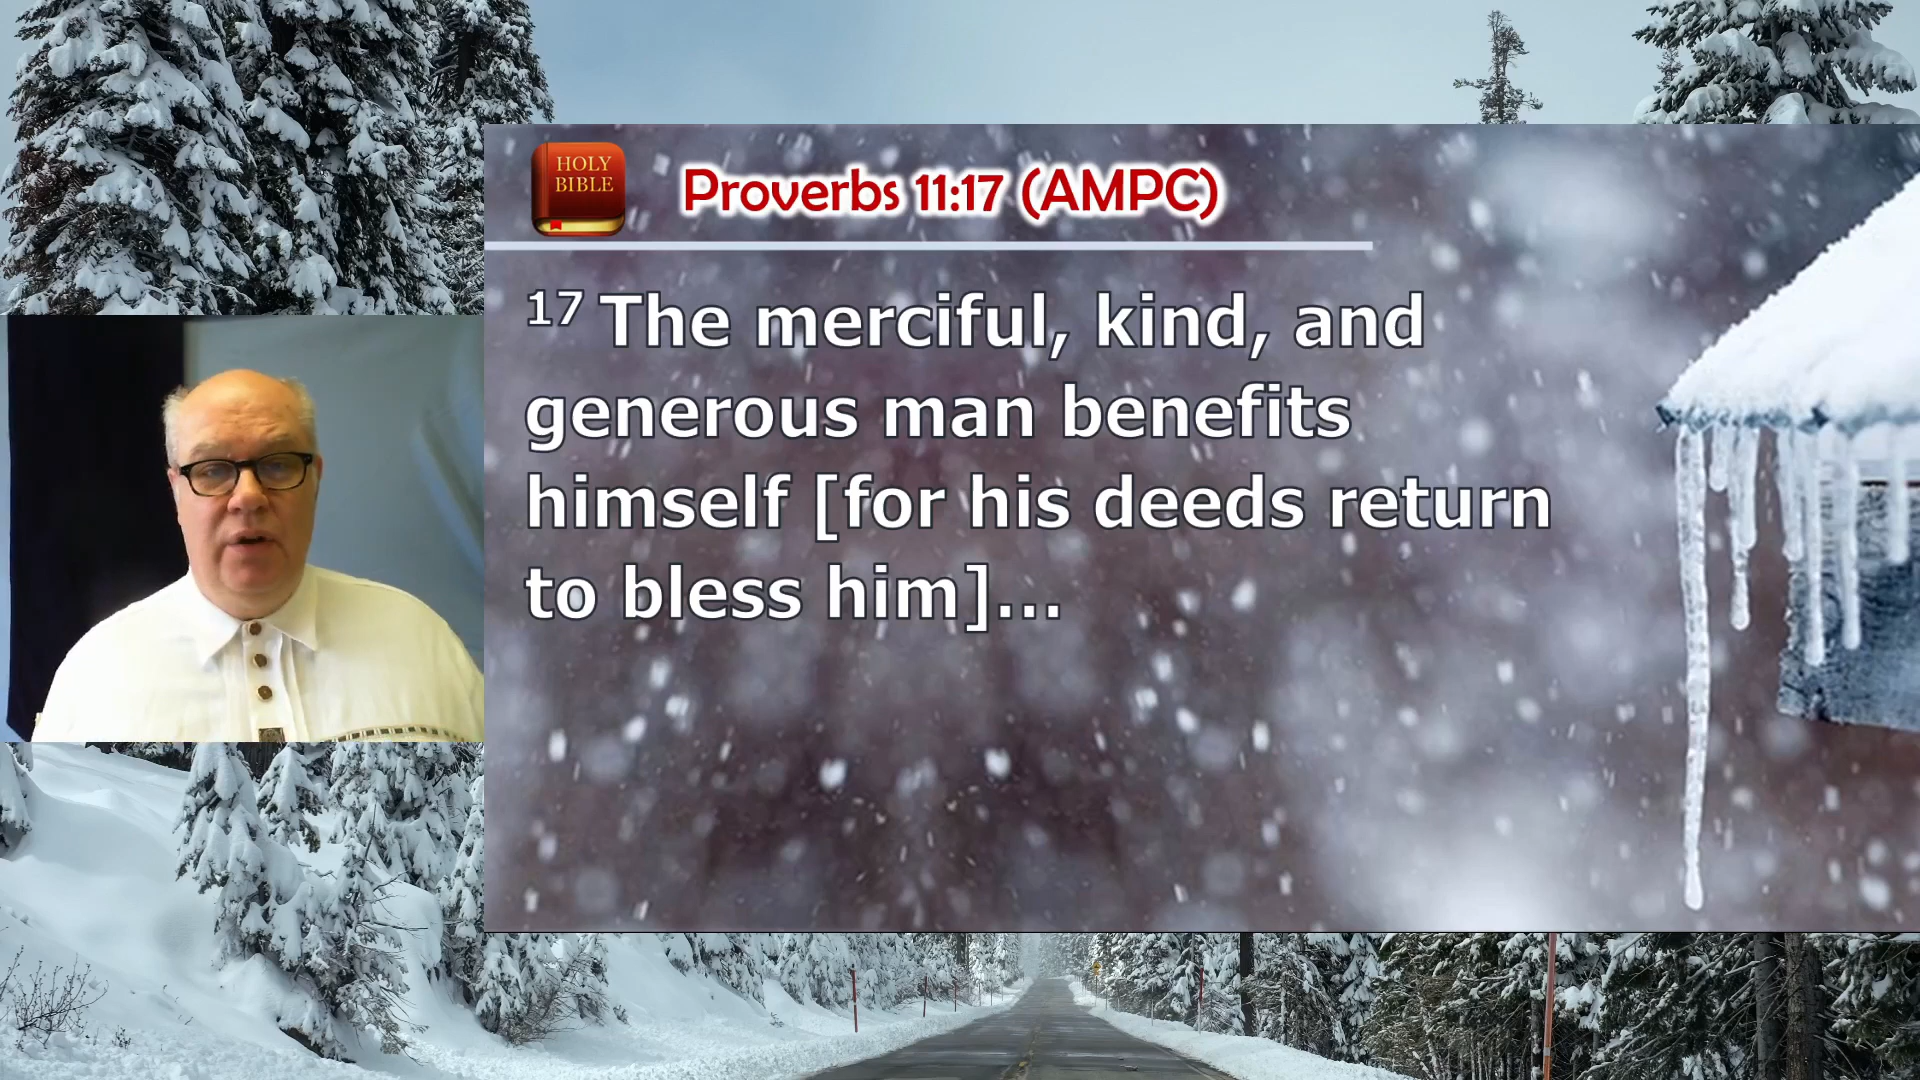 HOLY
BIBLE
Proverbs 11:17 (AMPC)
17 The merciful, kind, and
generous man benefits
himself [for his deeds return
to bless him]...